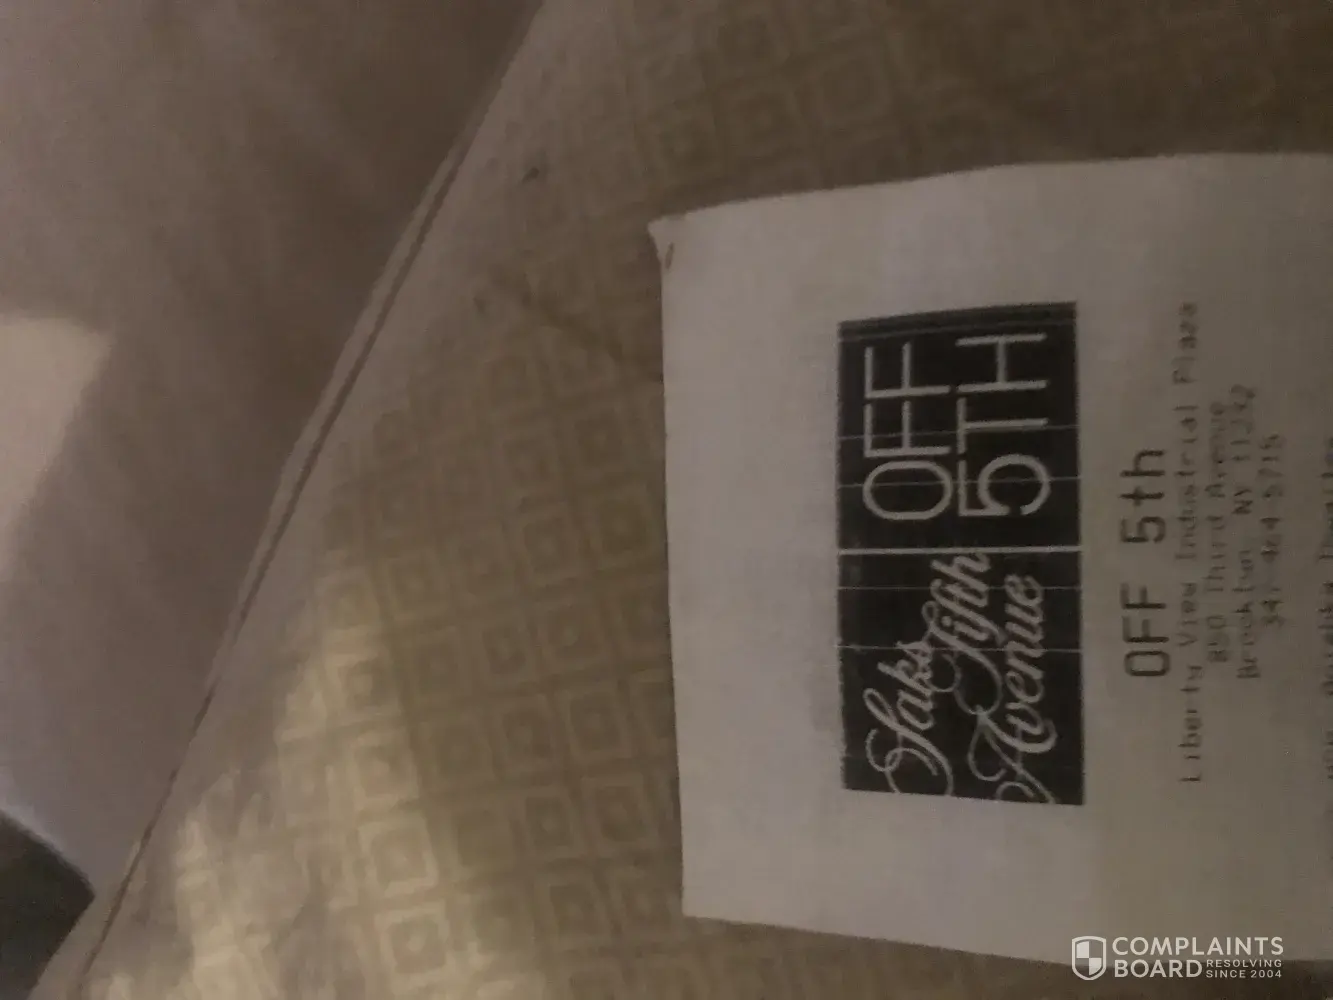 Saks
Fifth
Avenue
OFF
5TH
OFF 5th
Liberty View Industrial Plaza
850 Third Avenue
Brooklyn, NY 11232
COMPLAINTS
BOARD RESOLVING
SINCE 2004